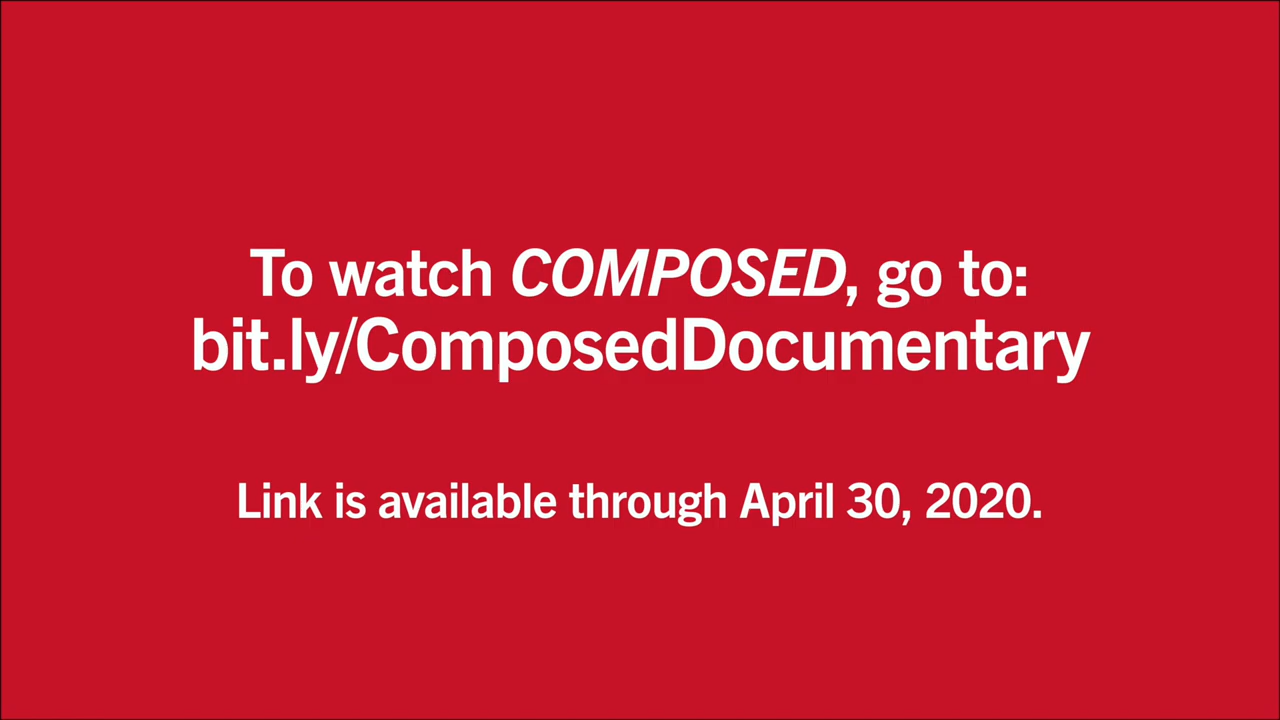 To watch COMPOSED, go to:
bit.ly/ComposedDocumentary
Link is available through April 30, 2020.